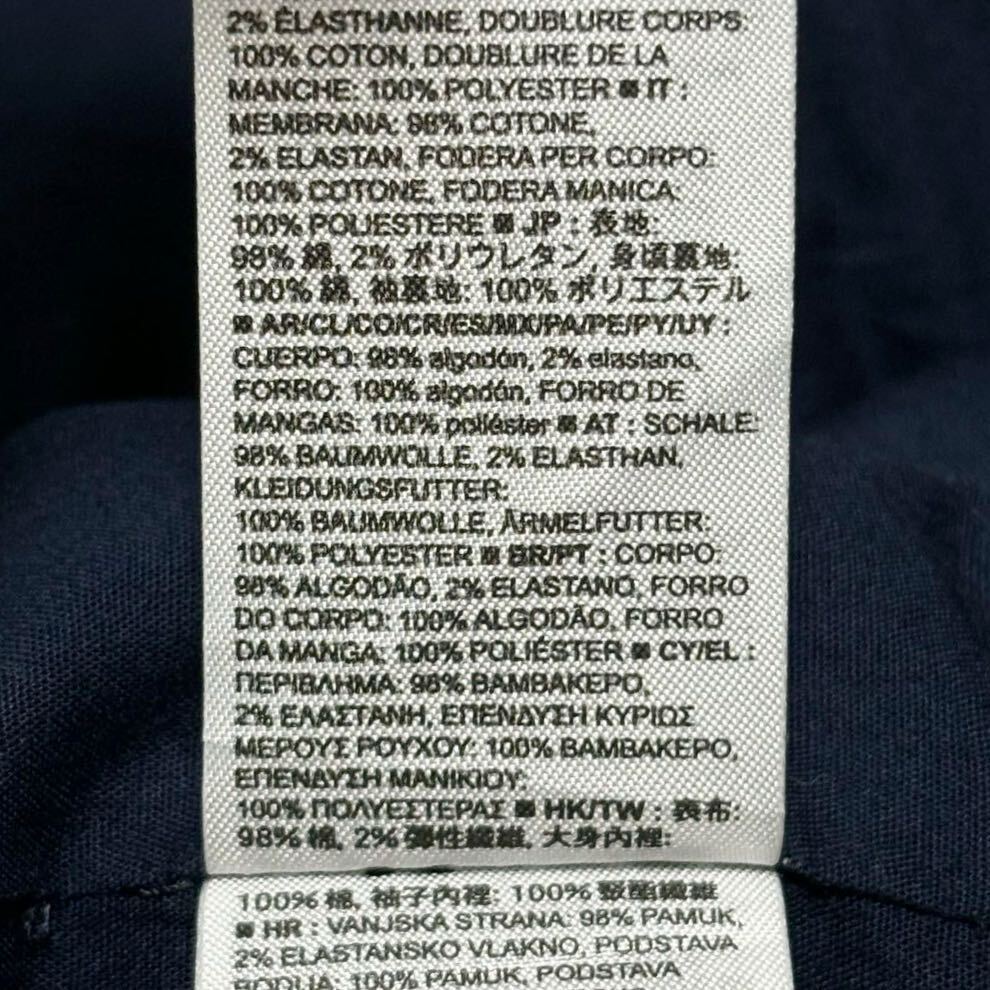 2% ÉLASTHANNE, DOUBLURE CORPS:
100% COTON, DOUBLURE DE LA
MANCHE: 100% POLYESTER ■ IT :
MEMBRANA: 98% COTONE,
2% ELASTAN, FODERA PER CORPO:
100% COTONE, FODERA MANICA:
100% POLIESTERE ■ JP : 表地:
98% 綿, 2% ポリウレタン, 身頃裏地:
100% 綿, 袖裏地: 100% ポリエステル
■ AR/CL/CO/CR/ES/MX/PA/PE/PY/UY :
CUERPO: 98% algodón, 2% elastano,
FORRO: 100% algodón, FORRO DE
MANGAS: 100% poliéster ■ AT : SCHALE:
98% BAUMWOLLE, 2% ELASTHAN,
KLEIDUNGSFUTTER:
100% BAUMWOLLE, ÄRMELFUTTER:
100% POLYESTER ■ BR/PT : CORPO:
98% ALGODÃO, 2% ELASTANO, FORRO
DO CORPO: 100% ALGODÃO, FORRO
DA MANGA: 100% POLIÉSTER ■ CY/EL :
ΠΕΡΙΒΛΗΜΑ: 98% ΒΑΜΒΑΚΕΡΟ,
2% ΕΛΑΣΤΑΝΗ, ΕΠΕΝΔΥΣΗ ΚΥΡΙΩΣ
ΜΕΡΟΥΣ ΡΟΥΧΟΥ: 100% ΒΑΜΒΑΚΕΡΟ,
ΕΠΕΝΔΥΣΗ ΜΑΝΙΚΙΟΥ:
100% ΠΟΛΥΕΣΤΕΡΑΣ ■ HK/TW : 表布:
98% 綿, 2% 彈性纖維, 大身內裡:
100% 棉, 袖子內裡: 100% 聚酯纖維
■ HR : VANJSKA STRANA: 98% PAMUK,
2% ELASTANSKO VLAKNO, PODSTAVA
100% PAMUK, PODSTAVA